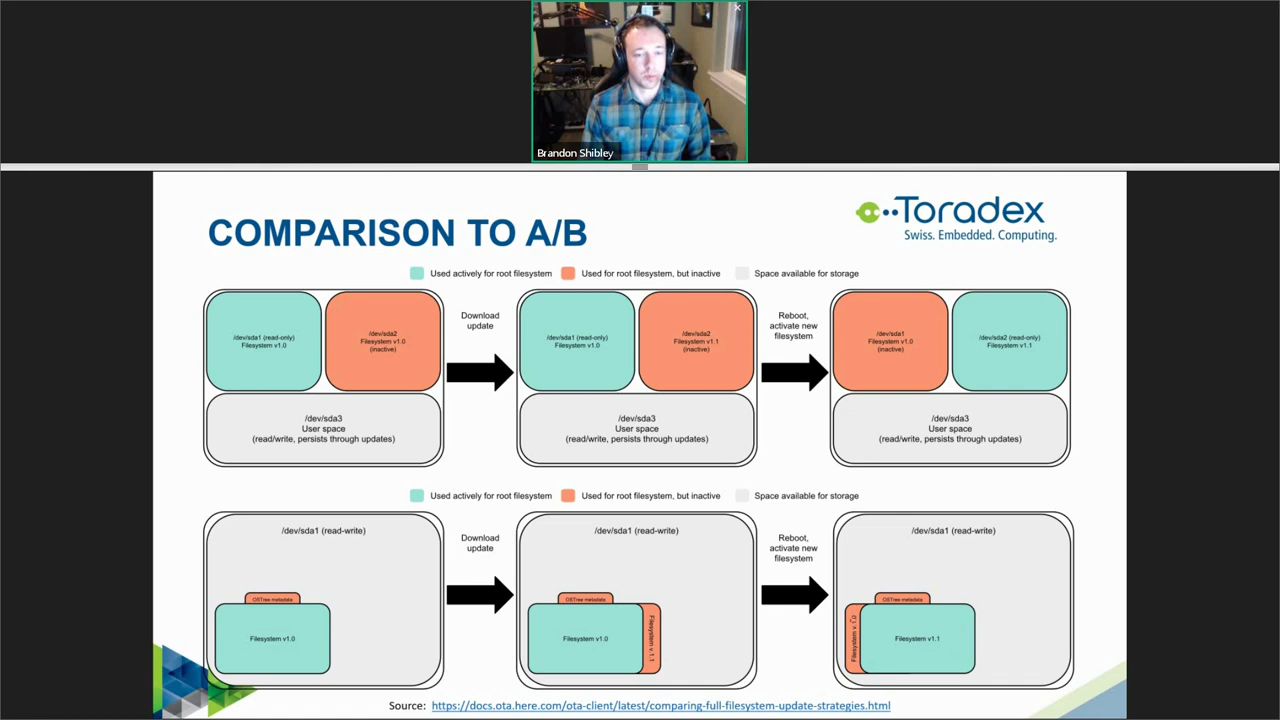 Brandon Shibley
COMPARISON TO A/B
Toradex
Swiss. Embedded. Computing.
Used actively for root filesystem
Used for root filesystem, but inactive
Space available for storage
/dev/sda1 (read-only)
Filesystem v1.0
/dev/sda2
Filesystem v1.0
(inactive)
/dev/sda3
User space
(read/write, persists through updates)
Download
update
/dev/sda1 (read-only)
Filesystem v1.0
/dev/sda2
Filesystem v1.1
(inactive)
/dev/sda3
User space
(read/write, persists through updates)
Reboot,
activate new
filesystem
/dev/sda1
Filesystem v1.0
(inactive)
/dev/sda2 (read-only)
Filesystem v1.1
/dev/sda3
User space
(read/write, persists through updates)
Used actively for root filesystem
Used for root filesystem, but inactive
Space available for storage
/dev/sda1 (read-write)
OSTree metadata
Filesystem v1.0
Download
update
/dev/sda1 (read-write)
OSTree metadata
Filesystem v1.0
Filesystem v.1.1
Reboot,
activate new
filesystem
/dev/sda1 (read-write)
OSTree metadata
Filesystem v.1.0
Filesystem v1.1
Source: https://docs.ota.here.com/ota-client/latest/comparing-full-filesystem-update-strategies.html